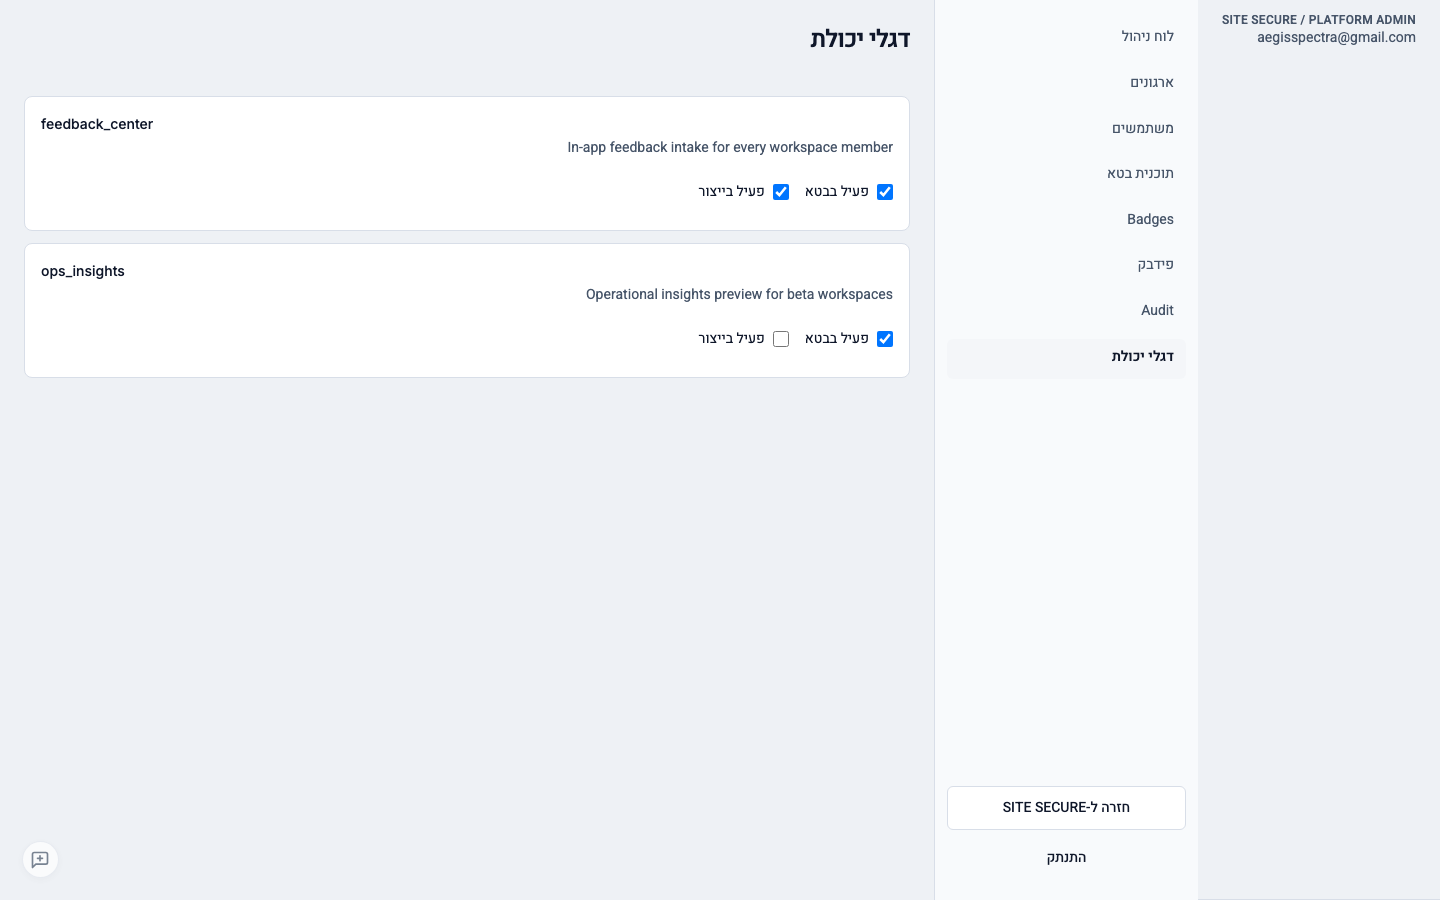 SITE SECURE / PLATFORM ADMIN
aegisspectra@gmail.com
לוח ניהול
ארגונים
משתמשים
תוכנית בטא
Badges
פידבק
Audit
דגלי יכולת
חזרה ל-SITE SECURE
התנתק
דגלי יכולת
feedback_center
In-app feedback intake for every workspace member
פעיל בבטא
פעיל בייצור
ops_insights
Operational insights preview for beta workspaces
פעיל בבטא
פעיל בייצור